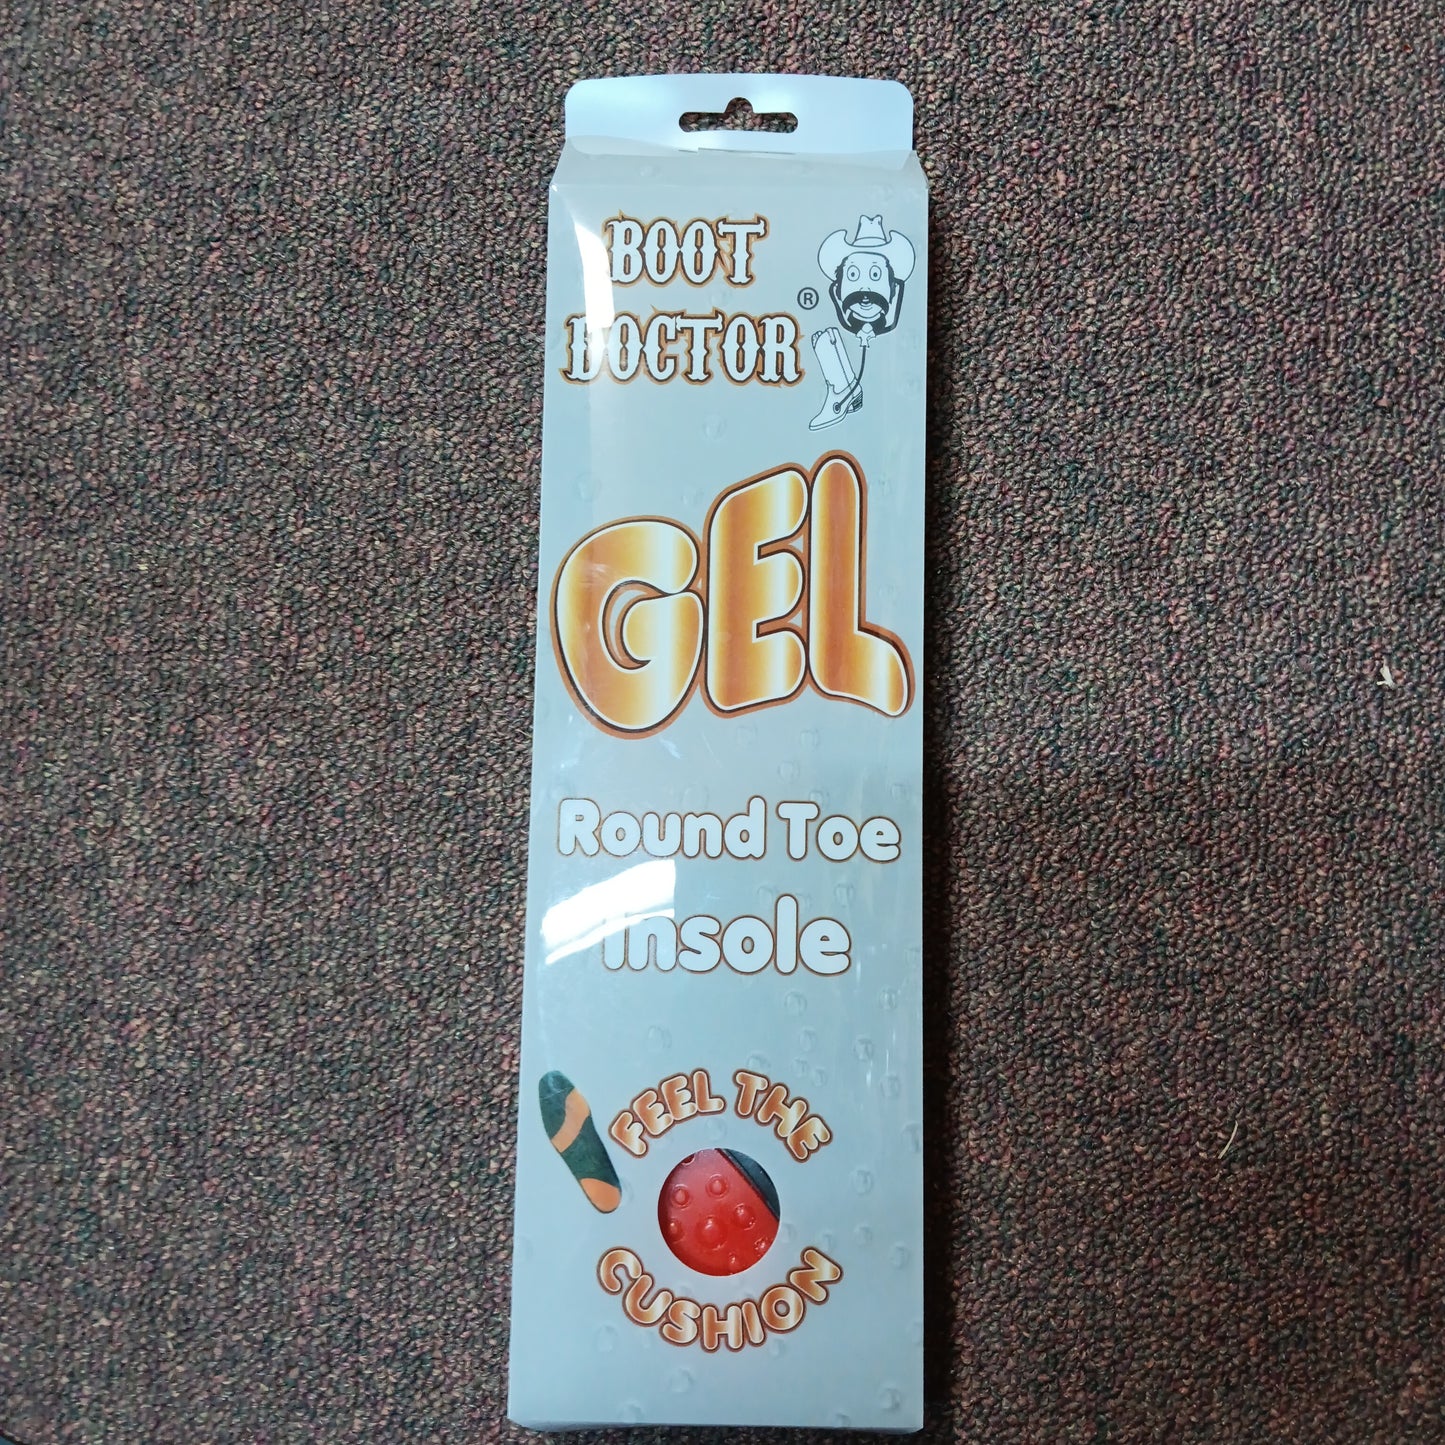 BOOT
DOCTOR®
GEL
Round Toe
Insole
FEEL THE
CUSHION